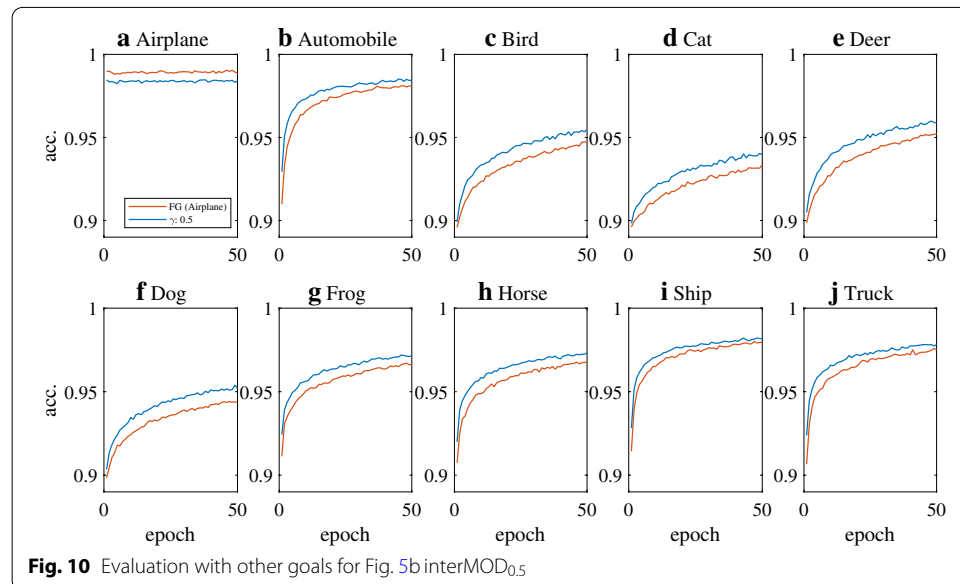 a Airplane
b Automobile
c Bird
d Cat
e Deer
1
1
1
1
1
acc.
0.95
0.95
0.95
0.95
0.95
FG (Airplane)
γ: 0.5
0.9
0.9
0.9
0.9
0.9
0 50
0 50
0 50
0 50
0 50
f Dog
g Frog
h Horse
i Ship
j Truck
1
1
1
1
1
acc.
0.95
0.95
0.95
0.95
0.95
0.9
0.9
0.9
0.9
0.9
0 50
0 50
0 50
0 50
0 50
epoch
epoch
epoch
epoch
epoch
Fig. 10 Evaluation with other goals for Fig. 5b interMOD0.5